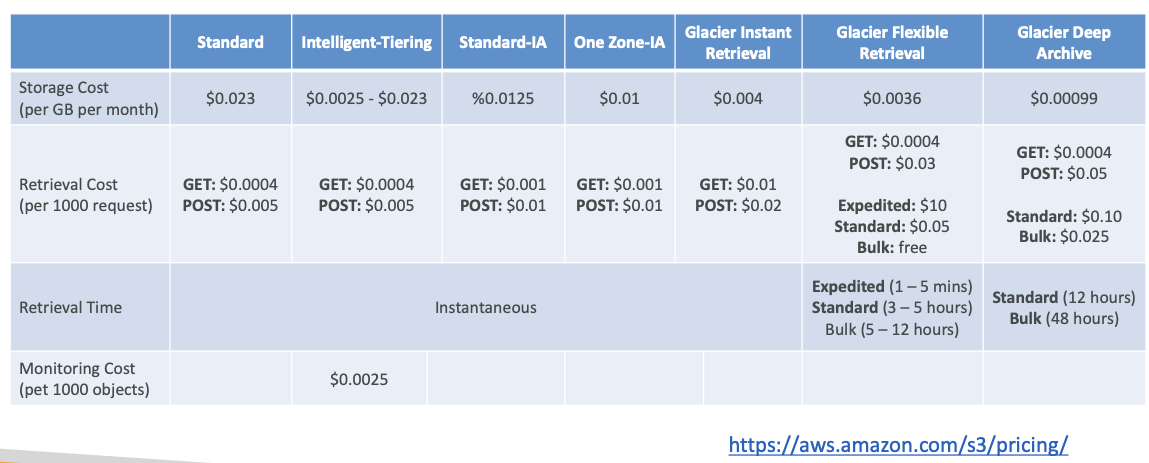 Standard Intelligent-Tiering Standard-IA One Zone-IA Glacier Instant Retrieval Glacier Flexible Retrieval Glacier Deep Archive
Storage Cost
(per GB per month)
$0.023 $0.0025 - $0.023 %0.0125 $0.01 $0.004 $0.0036 $0.00099
Retrieval Cost
(per 1000 request)
GET: $0.0004
POST: $0.005
GET: $0.0004
POST: $0.005
GET: $0.001
POST: $0.01
GET: $0.001
POST: $0.01
GET: $0.01
POST: $0.02
GET: $0.0004
POST: $0.03
Expedited: $10
Standard: $0.05
Bulk: free
GET: $0.0004
POST: $0.05
Standard: $0.10
Bulk: $0.025
Retrieval Time
Instantaneous
Expedited (1 – 5 mins)
Standard (3 – 5 hours)
Bulk (5 – 12 hours)
Standard (12 hours)
Bulk (48 hours)
Monitoring Cost
(pet 1000 objects)
$0.0025
https://aws.amazon.com/s3/pricing/